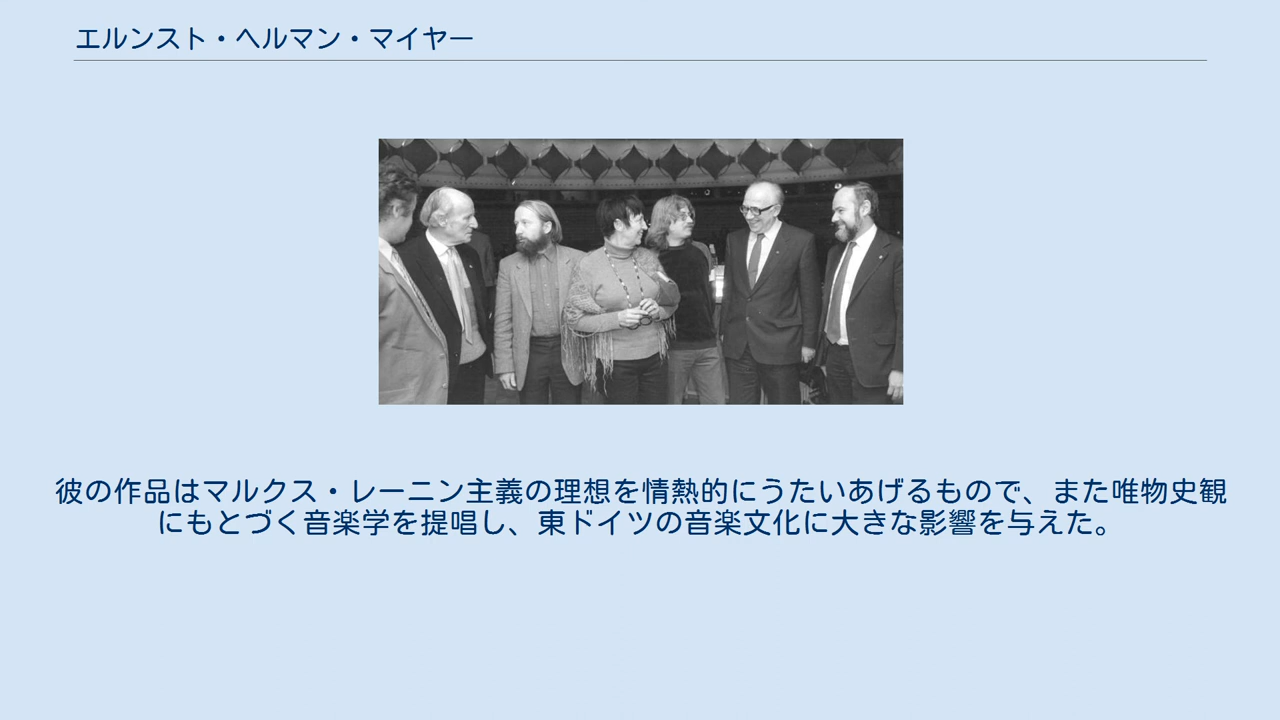 エルンスト・ヘルマン・マイヤー
彼の作品はマルクス・レーニン主義の理想を情熱的にうたいあげるもので、また唯物史観
にもとづく音楽学を提唱し、東ドイツの音楽文化に大きな影響を与えた。